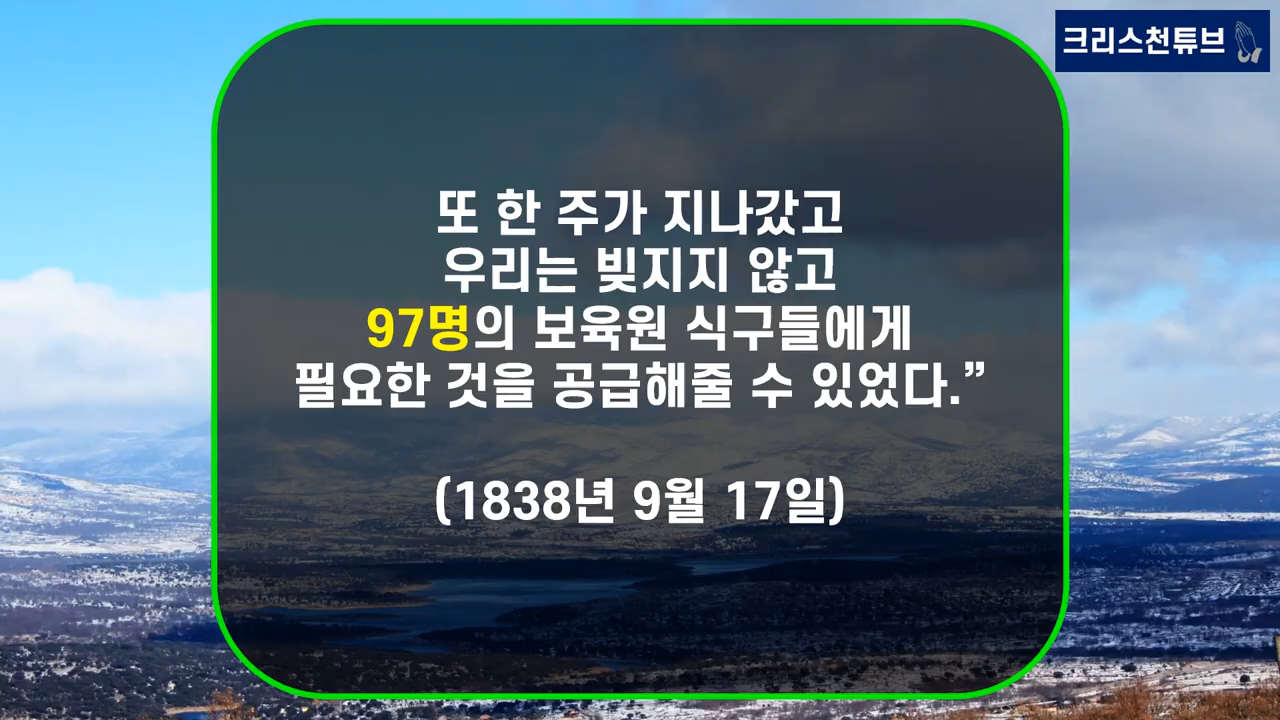 크리스천튜브
또 한 주가 지나갔고
우리는 빚지지 않고
97명의 보육원 식구들에게
필요한 것을 공급해줄 수 있었다.”
(1838년 9월 17일)